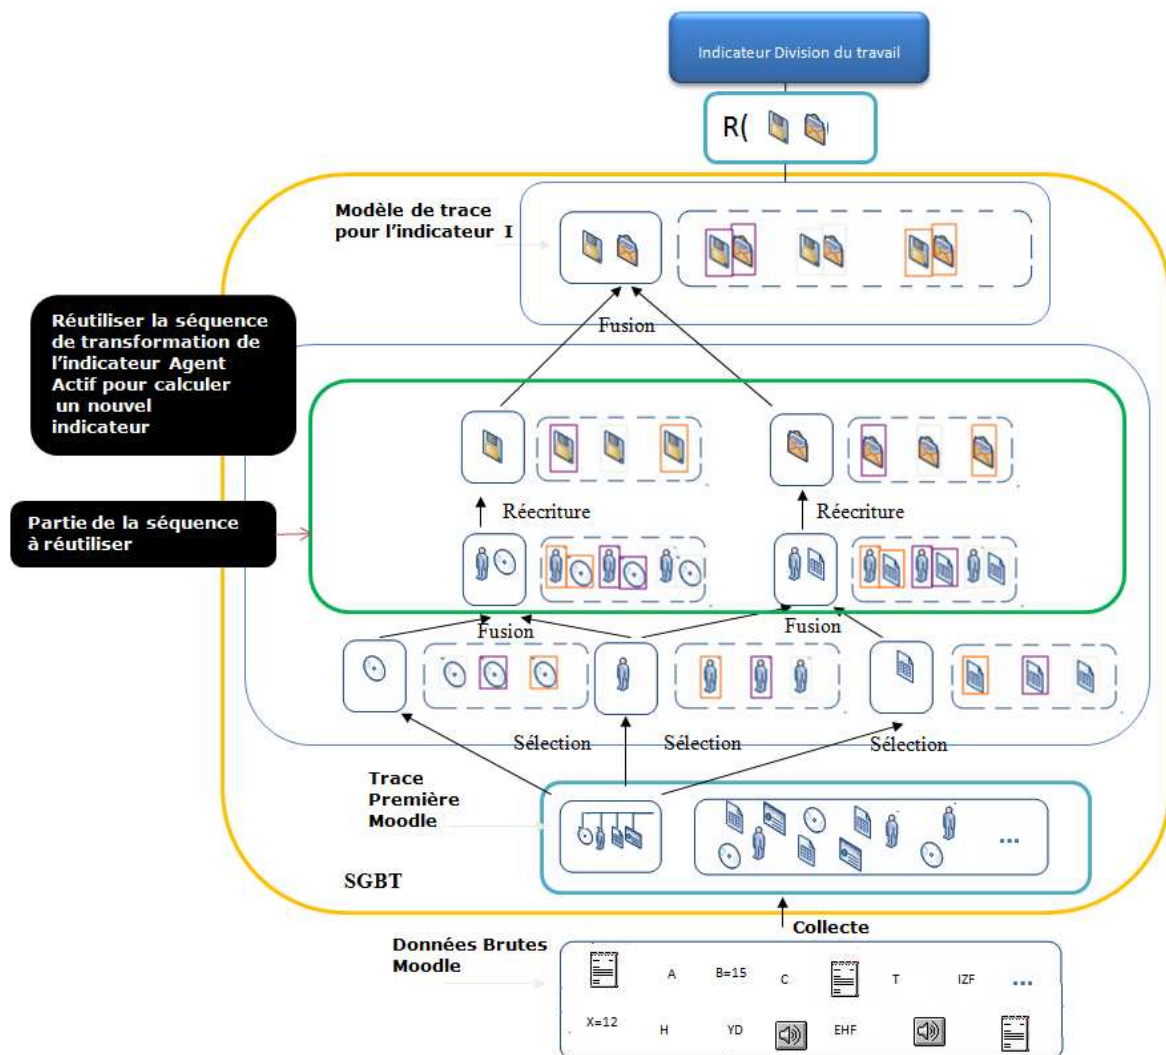 Indicateur Division du travail
R(
Modèle de trace
pour l'indicateur I
Fusion
Réutiliser la séquence
de transformation de
l'indicateur Agent
Actif pour calculer
un nouvel
indicateur
Réecriture
Réecriture
Partie de la séquence
à réutiliser
Fusion
Fusion
Sélection
Sélection
Sélection
Trace
Première
Moodle
...
SGBT
Collecte
Données Brutes
Moodle
A
B=15
C
T
IZF
...
X=12
H
YD
EHF